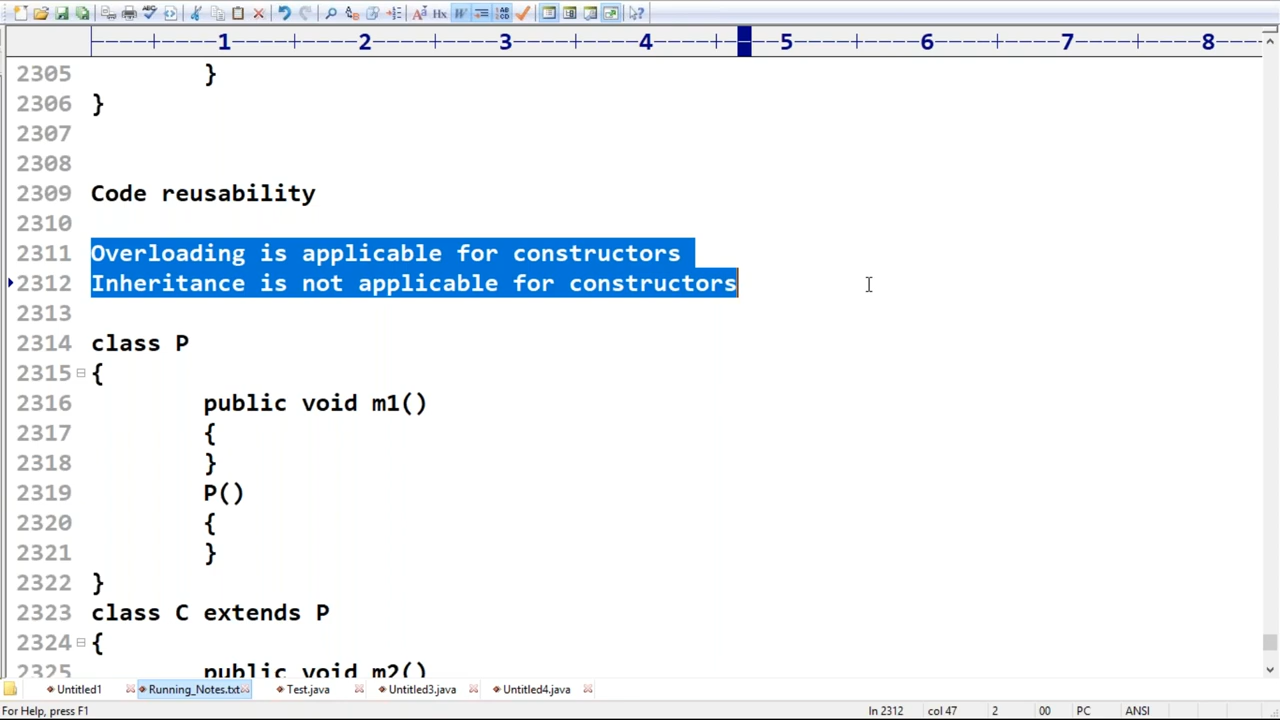 1 2 3 4 5 6 7 8
2305 }
2306 }
2307
2308
2309 Code reusability
2310
2311 Overloading is applicable for constructors
2312 Inheritance is not applicable for constructors
2313
2314 class P
2315 {
2316 public void m1()
2317 {
2318 }
2319 P()
2320 {
2321 }
2322 }
2323 class C extends P
2324 {
2325 public void m2()
Untitled1 Running_Notes.txt Test.java Untitled3.java Untitled4.java
For Help, press F1 ln 2312 col 47 2 00 PC ANSI